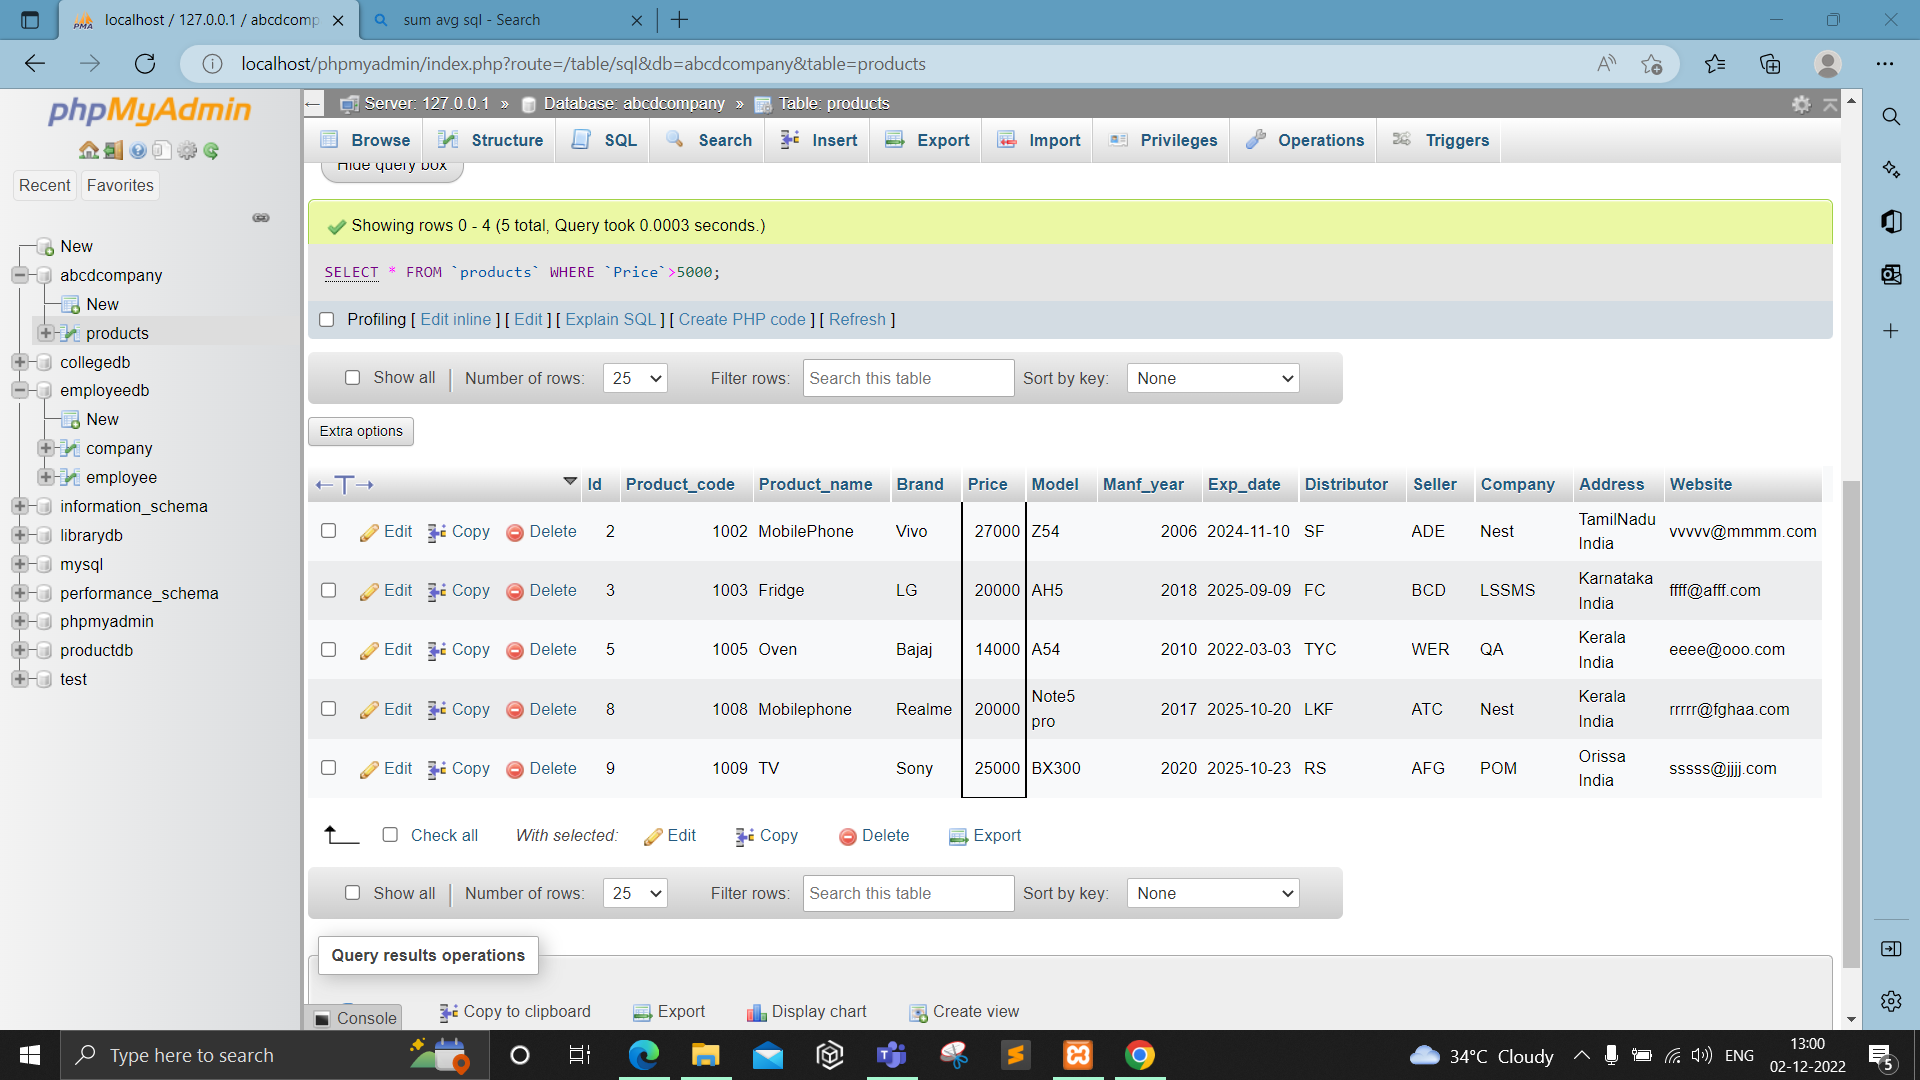 localhost / 127.0.0.1 / abcdcomp
sum avg sql - Search
localhost/phpmyadmin/index.php?route=/table/sql&db=abcdcompany&table=products
phpMyAdmin
Recent Favorites
New
abcdcompany
New
products
collegedb
employeedb
New
company
employee
information_schema
librarydb
mysql
performance_schema
phpmyadmin
productdb
test
Server: 127.0.0.1 » Database: abcdcompany » Table: products
Browse Structure SQL Search Insert Export Import Privileges Operations Triggers
Hide query box
Showing rows 0 - 4 (5 total, Query took 0.0003 seconds.)
SELECT * FROM `products` WHERE `Price`>5000;
Profiling [ Edit inline ] [ Edit ] [ Explain SQL ] [ Create PHP code ] [ Refresh ]
Show all Number of rows: 25 Filter rows: Search this table Sort by key: None
Extra options
←T→ Id Product_code Product_name Brand Price Model Manf_year Exp_date Distributor Seller Company Address Website
Edit Copy Delete 2 1002 MobilePhone Vivo 27000 Z54 2006 2024-11-10 SF ADE Nest TamilNadu India vvvvv@mmmm.com
Edit Copy Delete 3 1003 Fridge LG 20000 AH5 2018 2025-09-09 FC BCD LSSMS Karnataka India ffff@afff.com
Edit Copy Delete 5 1005 Oven Bajaj 14000 A54 2010 2022-03-03 TYC WER QA Kerala India eeee@ooo.com
Edit Copy Delete 8 1008 Mobilephone Realme 20000 Note5 pro 2017 2025-10-20 LKF ATC Nest Kerala India rrrrr@fghaa.com
Edit Copy Delete 9 1009 TV Sony 25000 BX300 2020 2025-10-23 RS AFG POM Orissa India sssss@jjjj.com
Check all With selected: Edit Copy Delete Export
Show all Number of rows: 25 Filter rows: Search this table Sort by key: None
Query results operations
Copy to clipboard Export Display chart Create view
Console
Type here to search
34°C Cloudy
ENG
13:00
02-12-2022
5